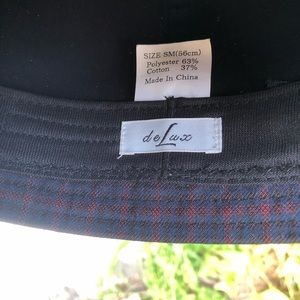 SIZE SM(56cm)
Polyester 63%
Cotton 37%
Made In China
deLux